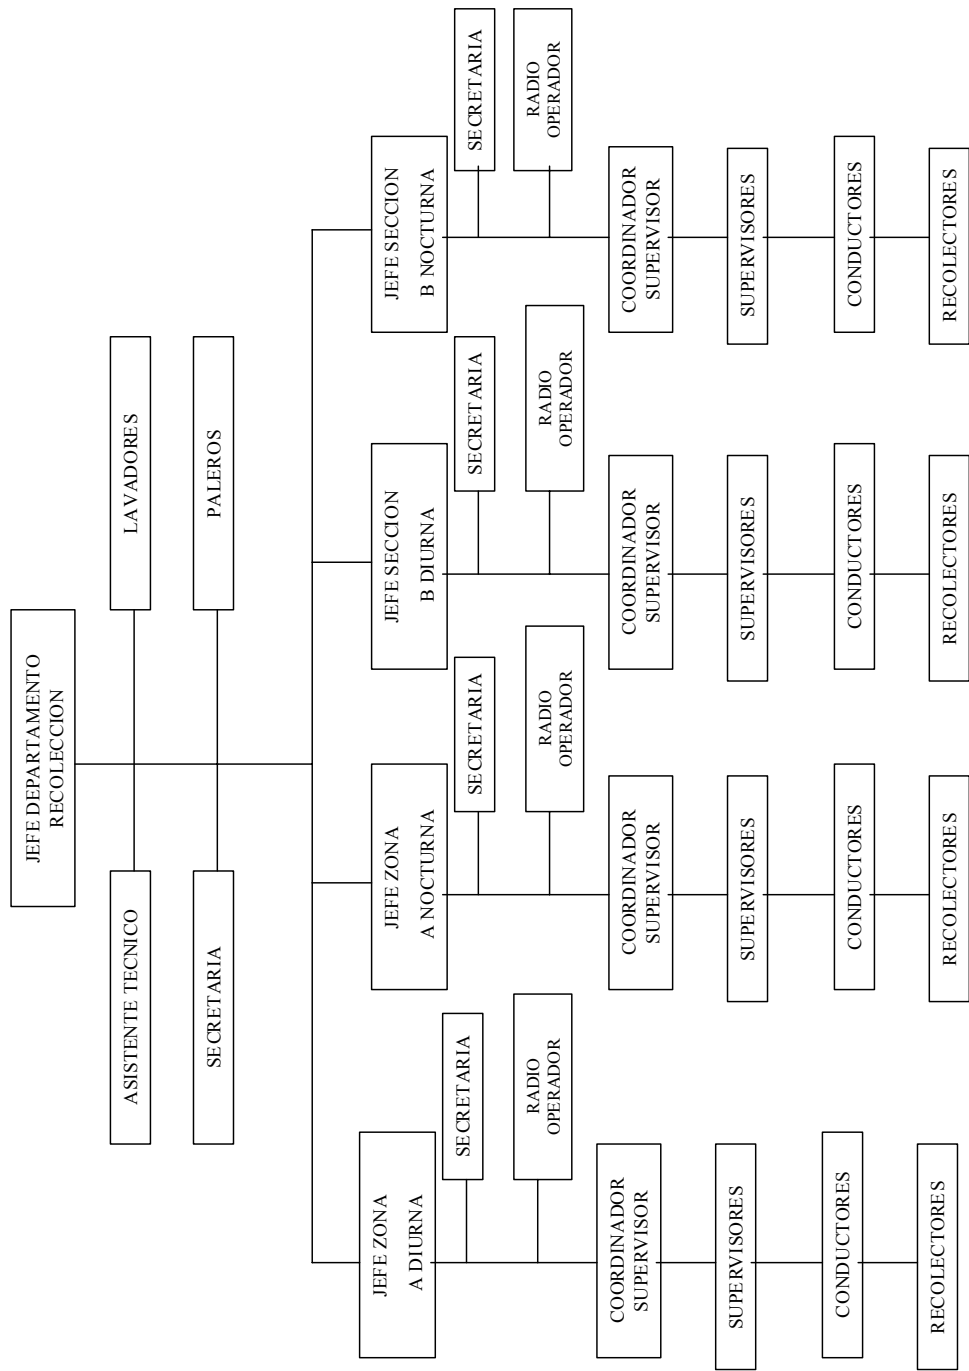 JEFE DEPARTAMENTO
RECOLECCION
ASISTENTE TECNICO
LAVADORES
SECRETARIA
PALEROS
JEFE ZONA
A DIURNA
SECRETARIA
RADIO
OPERADOR
COORDINADOR
SUPERVISOR
SUPERVISORES
CONDUCTORES
RECOLECTORES
JEFE ZONA
A NOCTURNA
SECRETARIA
RADIO
OPERADOR
COORDINADOR
SUPERVISOR
SUPERVISORES
CONDUCTORES
RECOLECTORES
JEFE SECCION
B DIURNA
SECRETARIA
RADIO
OPERADOR
COORDINADOR
SUPERVISOR
SUPERVISORES
CONDUCTORES
RECOLECTORES
JEFE SECCION
B NOCTURNA
SECRETARIA
RADIO
OPERADOR
COORDINADOR
SUPERVISOR
SUPERVISORES
CONDUCTORES
RECOLECTORES